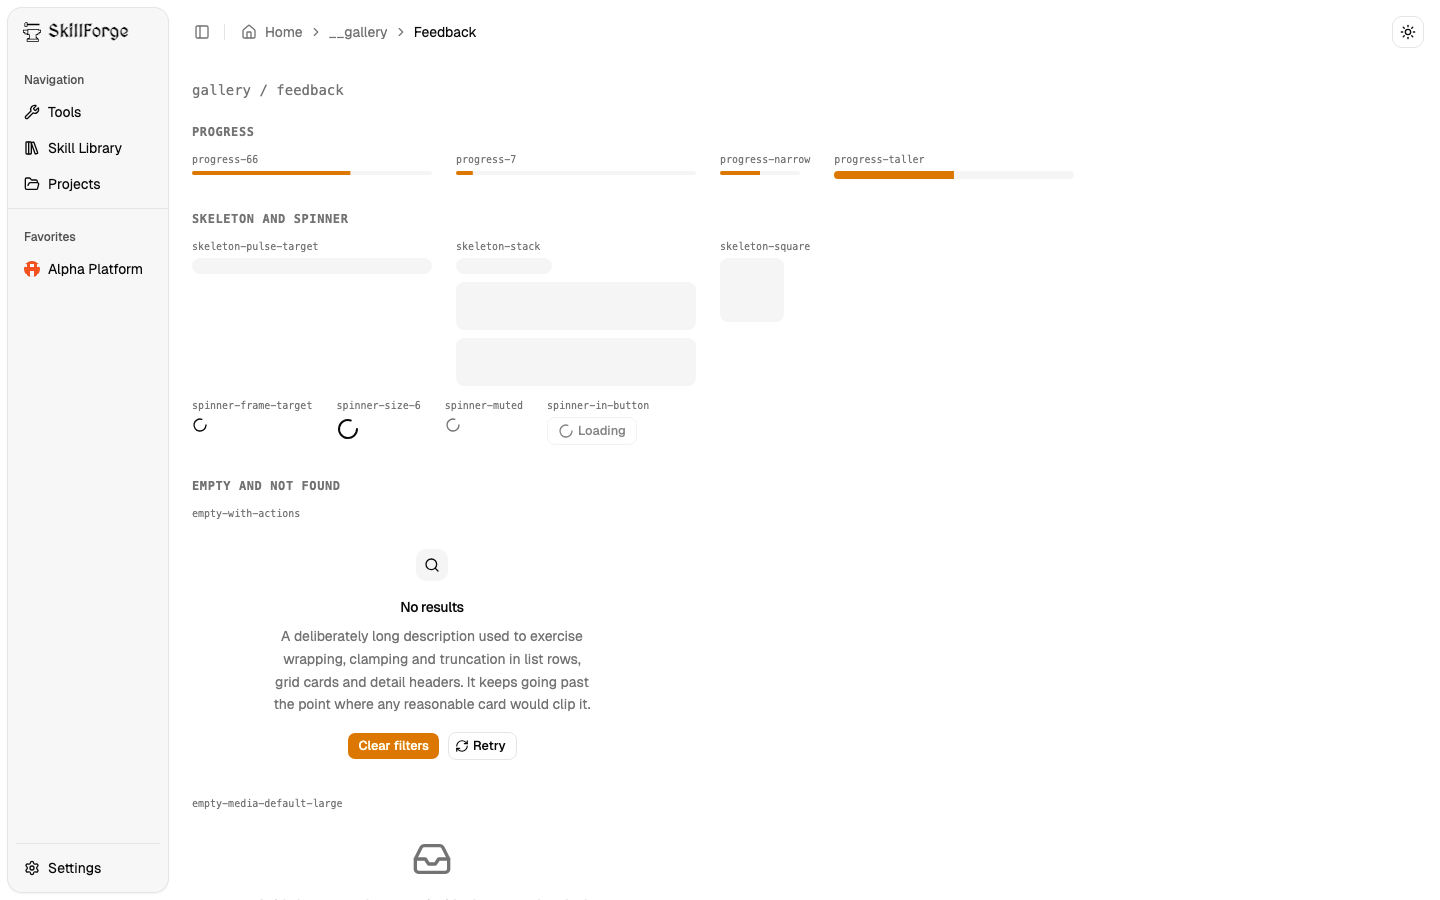 SkillForge
Home
__gallery
Feedback
Navigation
Tools
Skill Library
Projects
Favorites
Alpha Platform
Settings
gallery / feedback
PROGRESS
progress-66
progress-7
progress-narrow
progress-taller
SKELETON AND SPINNER
skeleton-pulse-target
skeleton-stack
skeleton-square
spinner-frame-target
spinner-size-6
spinner-muted
spinner-in-button
Loading
EMPTY AND NOT FOUND
empty-with-actions
No results
A deliberately long description used to exercise
wrapping, clamping and truncation in list rows,
grid cards and detail headers. It keeps going past
the point where any reasonable card would clip it.
Clear filters
Retry
empty-media-default-large